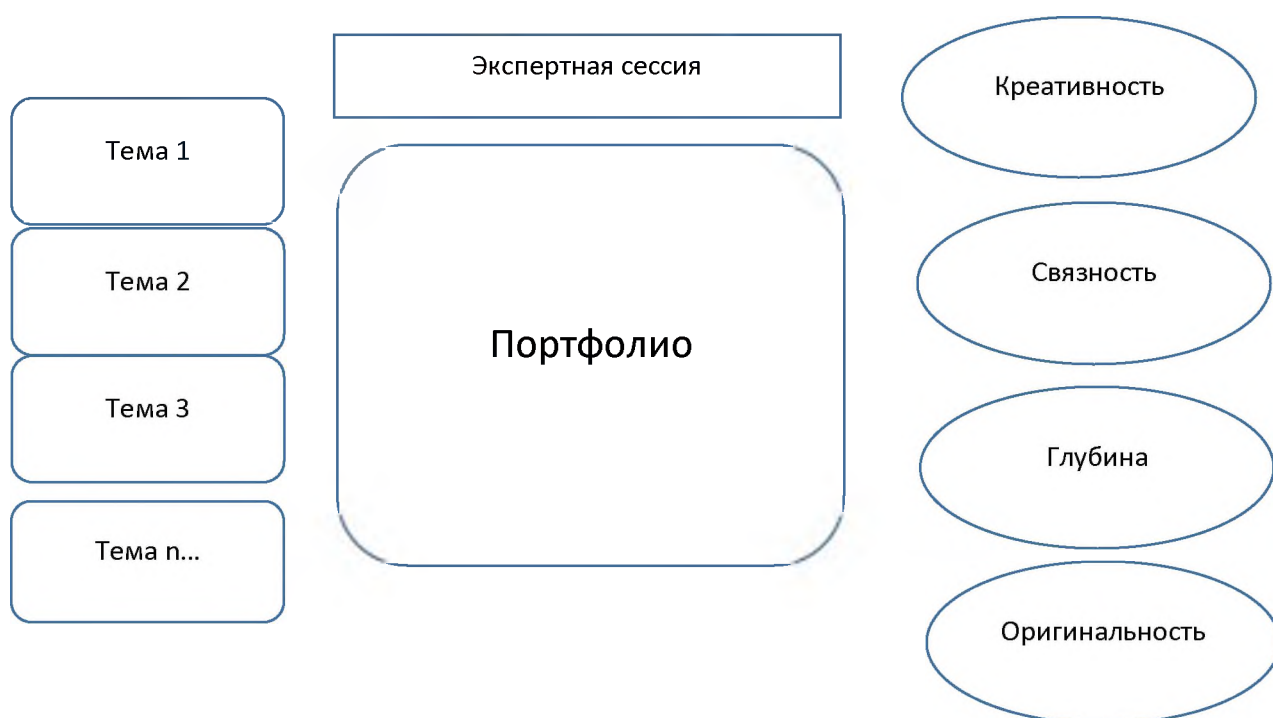 Экспертная сессия
Креативность
Тема 1
Связность
Тема 2
Портфолио
Тема 3
Глубина
Тема n...
Оригинальность